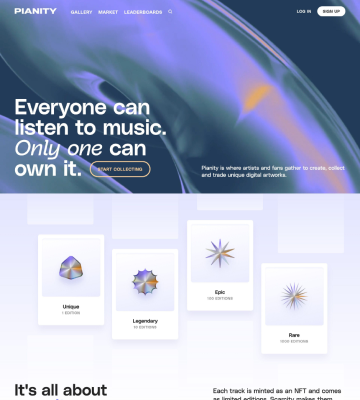 PIANITY GALLERY MARKET LEADERBOARDS LOG IN SIGN UP
Everyone can
listen to music.
Only one can
own it. START COLLECTING
Pianity is where artists and fans gather to create, collect
and trade unique digital artworks.
Unique
1 EDITION
Legendary
10 EDITIONS
Epic
100 EDITIONS
Rare
1000 EDITIONS
It's all about
Each track is minted as an NFT and comes
as limited editions. Scarcity makes them